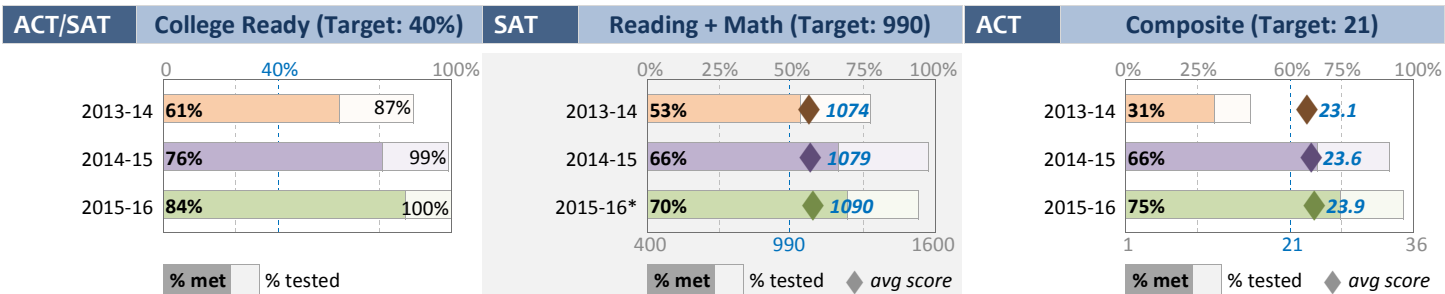 ACT/SAT College Ready (Target: 40%)
0 40% 100%
2013-14 61% 87%
2014-15 76% 99%
2015-16 84% 100%
% met % tested
SAT Reading + Math (Target: 990)
0% 25% 50% 75% 100%
2013-14 53% 1074
2014-15 66% 1079
2015-16* 70% 1090
400 990 1600
% met % tested avg score
ACT Composite (Target: 21)
0% 25% 60% 75% 100%
2013-14 31% 23.1
2014-15 66% 23.6
2015-16 75% 23.9
1 21 36
% met % tested avg score